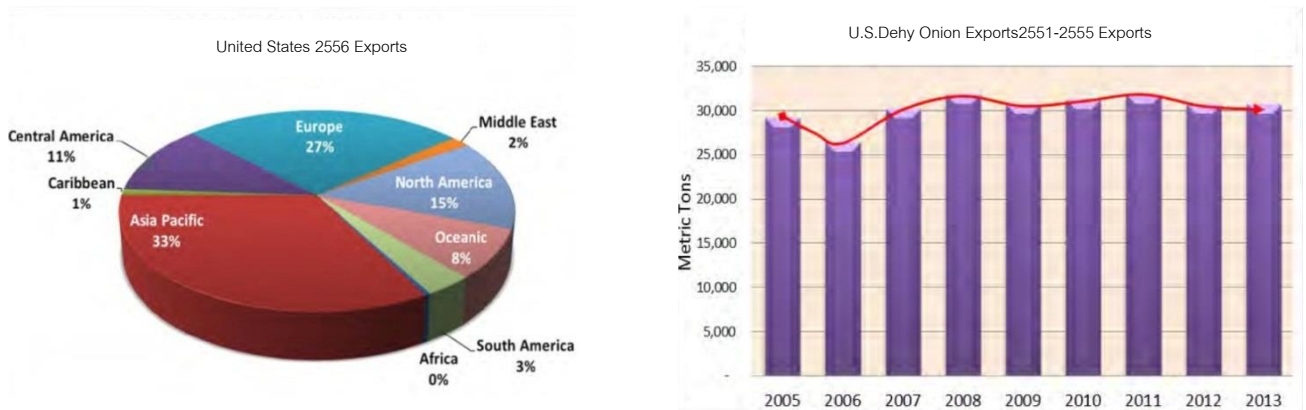 United States 2556 Exports
Europe
27%
Middle East
2%
Central America
11%
North America
15%
Caribbean
1%
Asia Pacific
33%
Oceanic
8%
South America
3%
Africa
0%
U.S.Dehy Onion Exports2551-2555 Exports
Metric Tons
35,000
30,000
25,000
20,000
15,000
10,000
5,000
-
2005 2006 2007 2008 2009 2010 2011 2012 2013